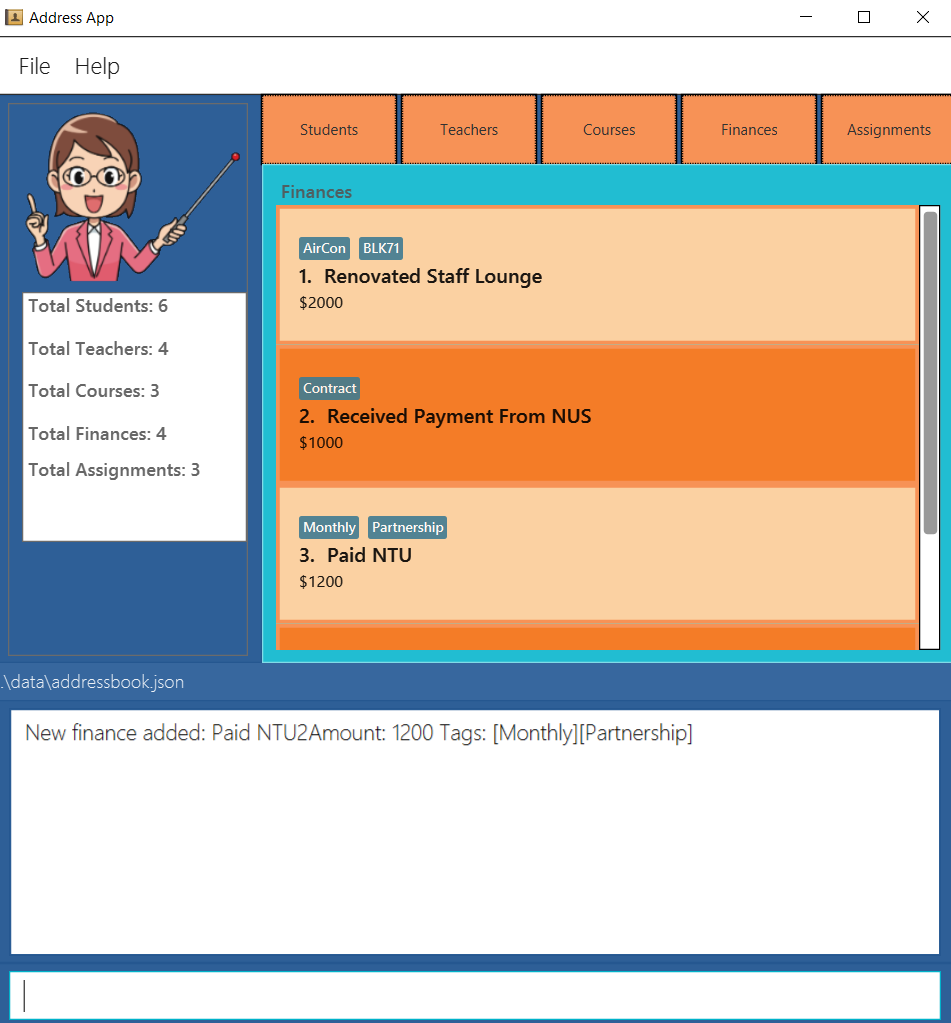 Address App
File Help
Students Teachers Courses Finances Assignments
Total Students: 6
Total Teachers: 4
Total Courses: 3
Total Finances: 4
Total Assignments: 3
Finances
AirCon BLK71
1. Renovated Staff Lounge
$2000
Contract
2. Received Payment From NUS
$1000
Monthly Partnership
3. Paid NTU
$1200
.\data\addressbook.json
New finance added: Paid NTU2Amount: 1200 Tags: [Monthly][Partnership]